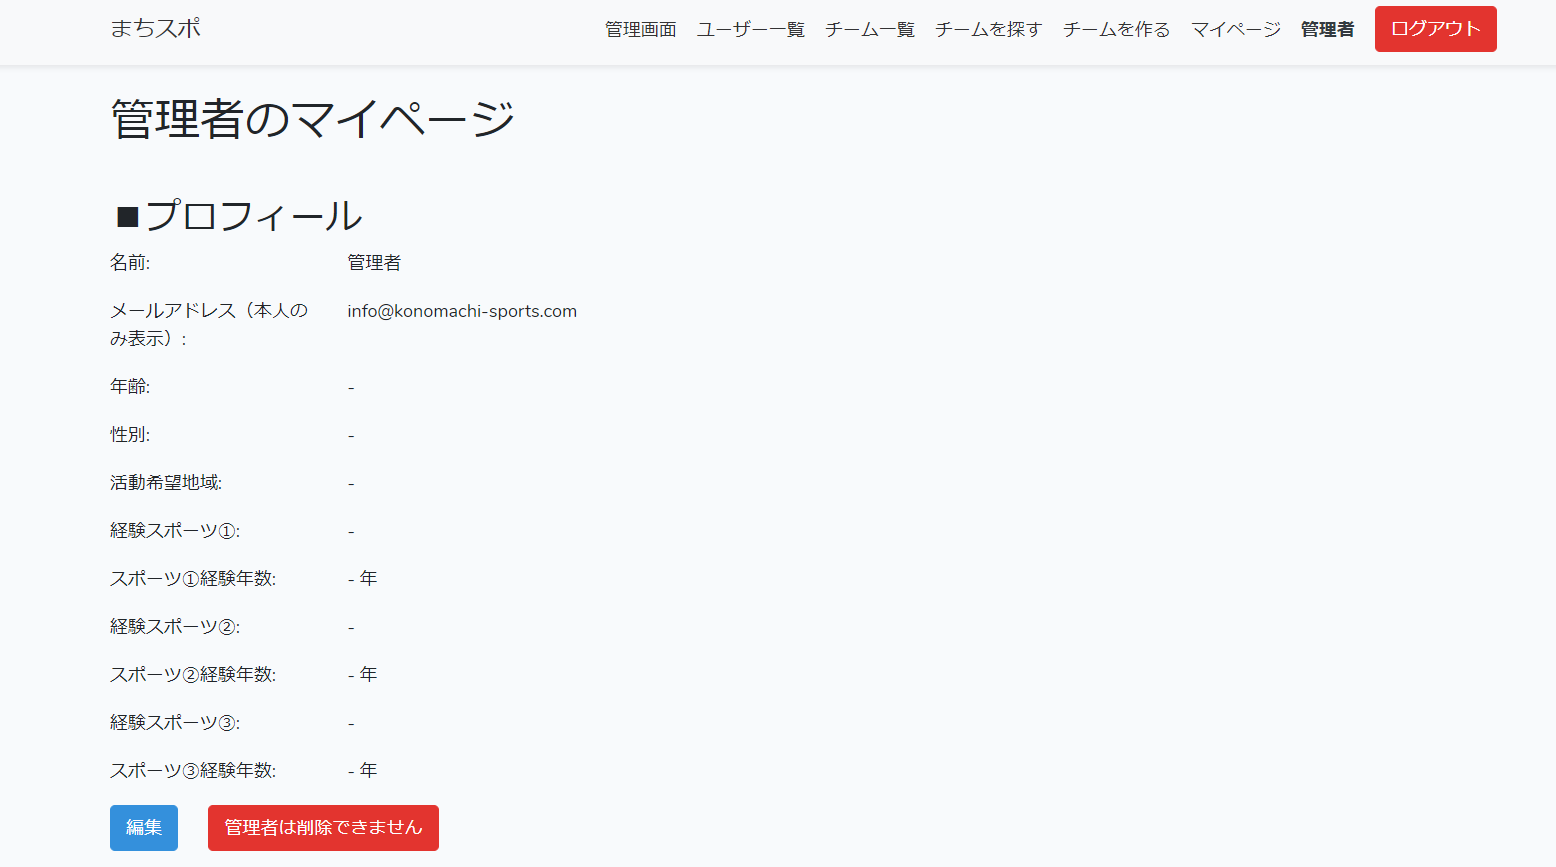 まちスポ
管理画面 ユーザー一覧 チーム一覧 チームを探す チームを作る マイページ 管理者 ログアウト
管理者のマイページ
■プロフィール
名前: 管理者
メールアドレス（本人の info@konomachi-sports.com
み表示）:
年齢: -
性別: -
活動希望地域: -
経験スポーツ①: -
スポーツ①経験年数: - 年
経験スポーツ②: -
スポーツ②経験年数: - 年
経験スポーツ③: -
スポーツ③経験年数: - 年
編集 管理者は削除できません